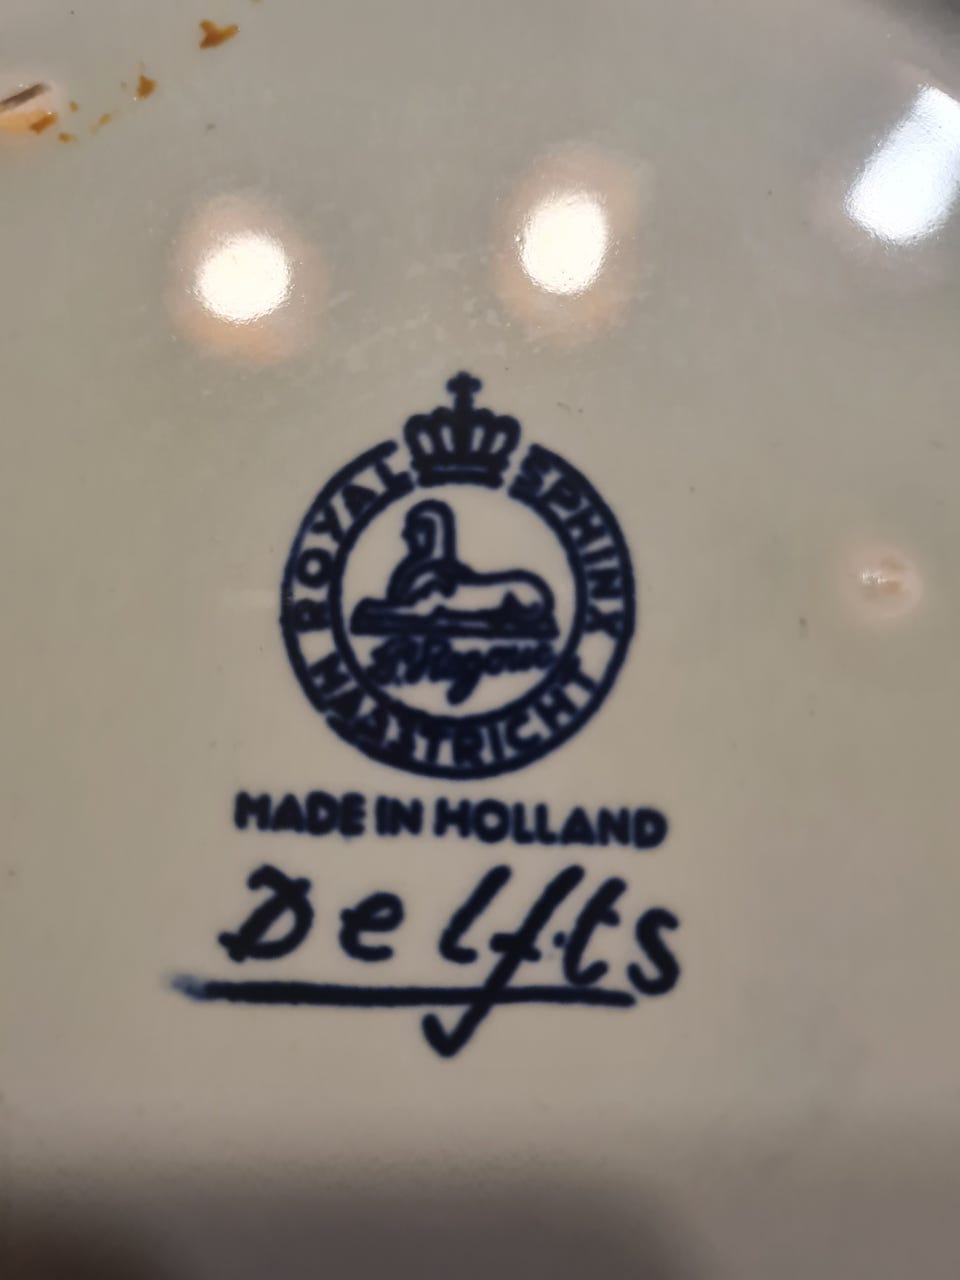 ROYAL SPHINX
MAASTRICHT
P. Regout
MADE IN HOLLAND
Delfts